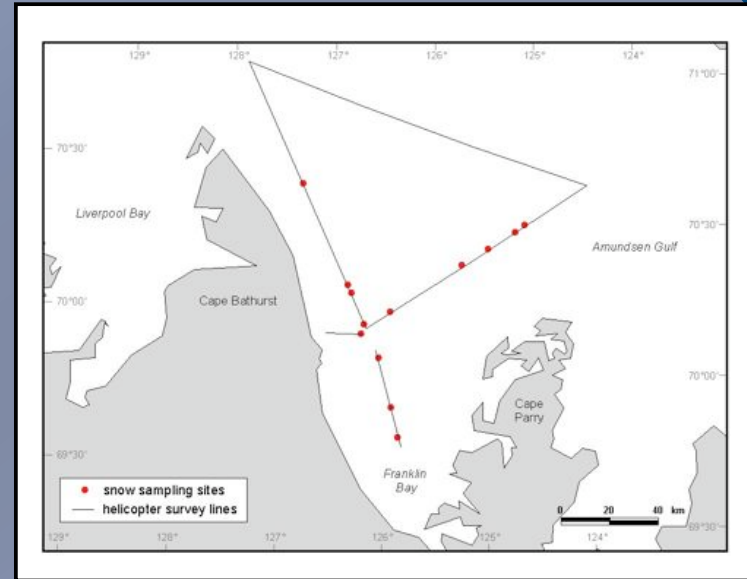 129° 128° 127° 126° 125° 124°
71°00'
70°30'
Liverpool Bay
70°30'
Amundsen Gulf
70°00'
Cape Bathurst
70°00'
Cape
Parry
69°30'
Franklin
Bay
snow sampling sites
helicopter survey lines
0 20 40 km
69°30'
129° 128° 127° 126° 125° 124°